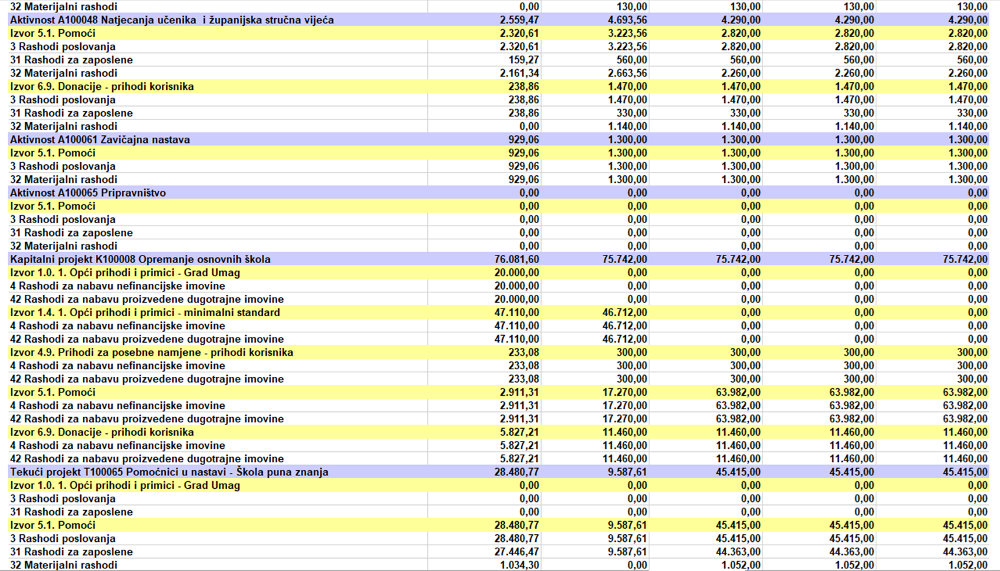 32 Materijalni rashodi 0,00 130,00 130,00 130,00 130,00
Aktivnost A100048 Natjecanja učenika  i županijska stručna vijeća 2.559,47 4.693,56 4.290,00 4.290,00 4.290,00
Izvor 5.1. Pomoći 2.320,61 3.223,56 2.820,00 2.820,00 2.820,00
3 Rashodi poslovanja 2.320,61 3.223,56 2.820,00 2.820,00 2.820,00
31 Rashodi za zaposlene 159,27 560,00 560,00 560,00 560,00
32 Materijalni rashodi 2.161,34 2.663,56 2.260,00 2.260,00 2.260,00
Izvor 6.9. Donacije - prihodi korisnika 238,86 1.470,00 1.470,00 1.470,00 1.470,00
3 Rashodi poslovanja 238,86 1.470,00 1.470,00 1.470,00 1.470,00
31 Rashodi za zaposlene 238,86 330,00 330,00 330,00 330,00
32 Materijalni rashodi 0,00 1.140,00 1.140,00 1.140,00 1.140,00
Aktivnost A100061 Zavičajna nastava 929,06 1.300,00 1.300,00 1.300,00 1.300,00
Izvor 5.1. Pomoći 929,06 1.300,00 1.300,00 1.300,00 1.300,00
3 Rashodi poslovanja 929,06 1.300,00 1.300,00 1.300,00 1.300,00
32 Materijalni rashodi 929,06 1.300,00 1.300,00 1.300,00 1.300,00
Aktivnost A100065 Pripravništvo 0,00 0,00 0,00 0,00 0,00
Izvor 5.1. Pomoći 0,00 0,00 0,00 0,00 0,00
3 Rashodi poslovanja 0,00 0,00 0,00 0,00 0,00
31 Rashodi za zaposlene 0,00 0,00 0,00 0,00 0,00
32 Materijalni rashodi 0,00 0,00 0,00 0,00 0,00
Kapitalni projekt K100008 Opremanje osnovnih škola 76.081,60 75.742,00 75.742,00 75.742,00 75.742,00
Izvor 1.0. 1. Opći prihodi i primici - Grad Umag 20.000,00 0,00 0,00 0,00 0,00
4 Rashodi za nabavu nefinancijske imovine 20.000,00 0,00 0,00 0,00 0,00
42 Rashodi za nabavu proizvedene dugotrajne imovine 20.000,00 0,00 0,00 0,00 0,00
Izvor 1.4. 1. Opći prihodi i primici - minimalni standard 47.110,00 46.712,00 0,00 0,00 0,00
4 Rashodi za nabavu nefinancijske imovine 47.110,00 46.712,00 0,00 0,00 0,00
42 Rashodi za nabavu proizvedene dugotrajne imovine 47.110,00 46.712,00 0,00 0,00 0,00
Izvor 4.9. Prihodi za posebne namjene - prihodi korisnika 233,08 300,00 300,00 300,00 300,00
4 Rashodi za nabavu nefinancijske imovine 233,08 300,00 300,00 300,00 300,00
42 Rashodi za nabavu proizvedene dugotrajne imovine 233,08 300,00 300,00 300,00 300,00
Izvor 5.1. Pomoći 2.911,31 17.270,00 63.982,00 63.982,00 63.982,00
4 Rashodi za nabavu nefinancijske imovine 2.911,31 17.270,00 63.982,00 63.982,00 63.982,00
42 Rashodi za nabavu proizvedene dugotrajne imovine 2.911,31 17.270,00 63.982,00 63.982,00 63.982,00
Izvor 6.9. Donacije - prihodi korisnika 5.827,21 11.460,00 11.460,00 11.460,00 11.460,00
4 Rashodi za nabavu nefinancijske imovine 5.827,21 11.460,00 11.460,00 11.460,00 11.460,00
42 Rashodi za nabavu proizvedene dugotrajne imovine 5.827,21 11.460,00 11.460,00 11.460,00 11.460,00
Tekući projekt T100065 Pomoćnici u nastavi - Škola puna znanja 28.480,77 9.587,61 45.415,00 45.415,00 45.415,00
Izvor 1.0. 1. Opći prihodi i primici - Grad Umag 0,00 0,00 0,00 0,00 0,00
3 Rashodi poslovanja 0,00 0,00 0,00 0,00 0,00
31 Rashodi za zaposlene 0,00 0,00 0,00 0,00 0,00
Izvor 5.1. Pomoći 28.480,77 9.587,61 45.415,00 45.415,00 45.415,00
3 Rashodi poslovanja 28.480,77 9.587,61 45.415,00 45.415,00 45.415,00
31 Rashodi za zaposlene 27.446,47 9.587,61 44.363,00 44.363,00 44.363,00
32 Materijalni rashodi 1.034,30 0,00 1.052,00 1.052,00 1.052,00